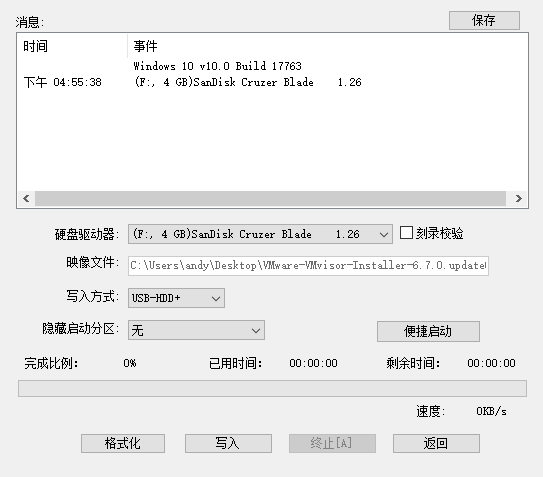 消息:
保存
时间 事件
Windows 10 v10.0 Build 17763
下午 04:55:38 (F:, 4 GB)SanDisk Cruzer Blade 1.26
硬盘驱动器: (F:, 4 GB)SanDisk Cruzer Blade 1.26 刻录校验
映像文件: C:\Users\andy\Desktop\VMware-VMvisor-Installer-6.7.0.update
写入方式: USB-HDD+
隐藏启动分区: 无 便捷启动
完成比例: 0% 已用时间: 00:00:00 剩余时间: 00:00:00
速度: 0KB/s
格式化 写入 终止[A] 返回